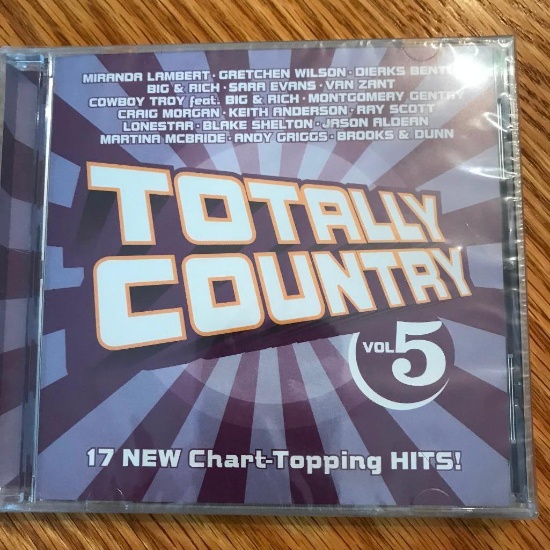 MIRANDA LAMBERT · GRETCHEN WILSON · DIERKS BENTLEY
BIG & RICH · SARA EVANS · VAN ZANT
COWBOY TROY feat. BIG & RICH · MONTGOMERY GENTRY
CRAIG MORGAN · KEITH ANDERSON · RAY SCOTT
LONESTAR · BLAKE SHELTON · JASON ALDEAN
MARTINA MCBRIDE · ANDY GRIGGS · BROOKS & DUNN
TOTALLY
COUNTRY
VOL 5
17 NEW Chart-Topping HITS!